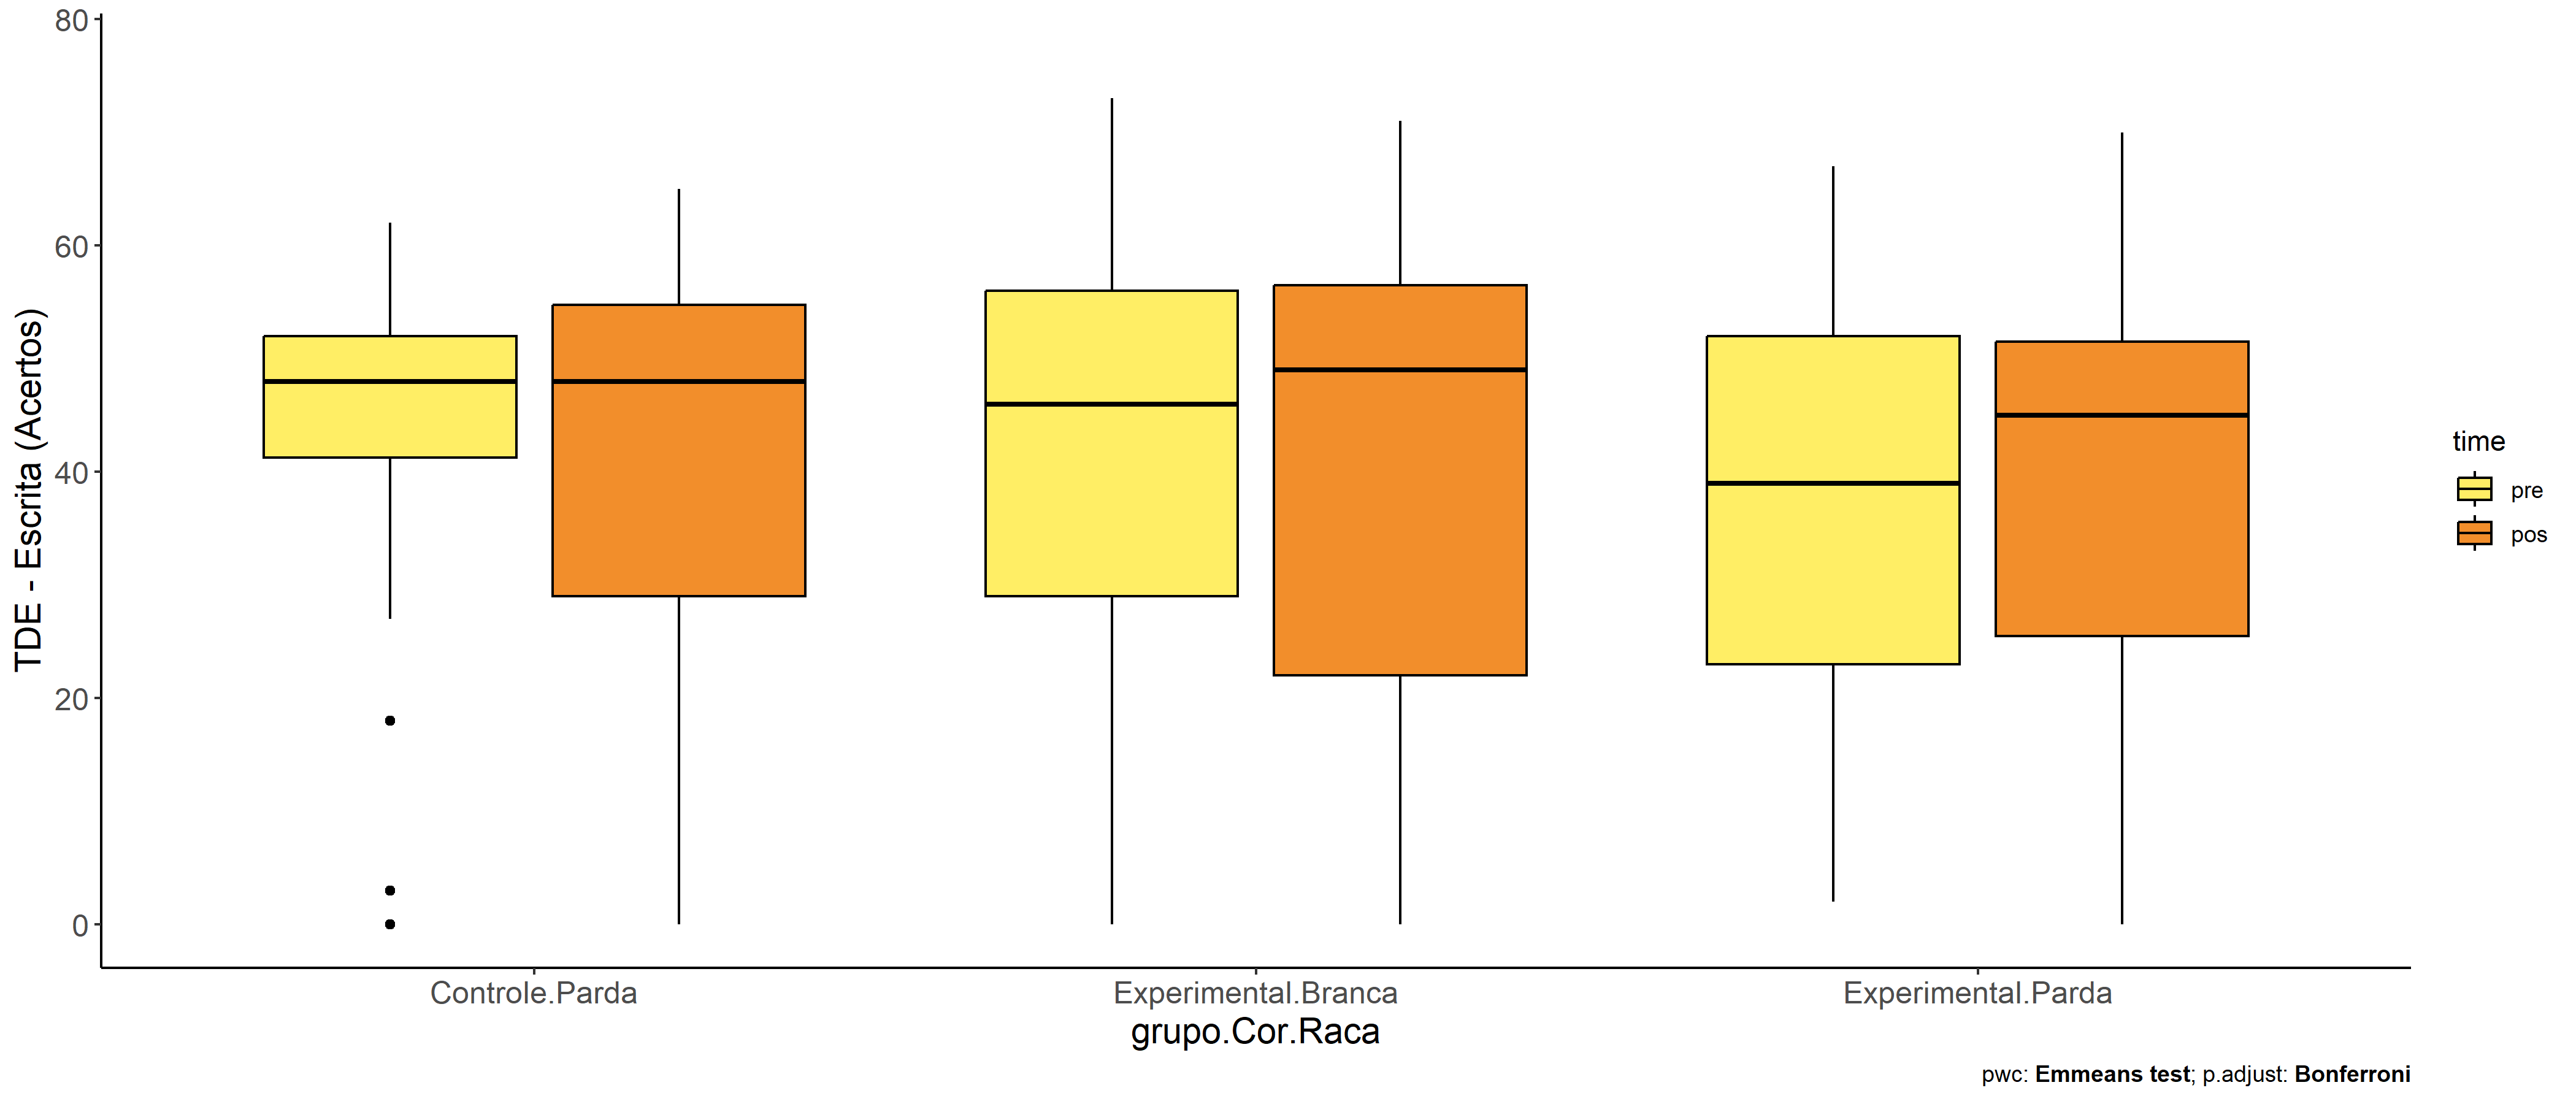 TDE - Escrita (Acertos)
80
60
40
20
0
Controle.Parda
Experimental.Branca
Experimental.Parda
grupo.Cor.Raca
time
pre
pos
pwc: Emmeans test; p.adjust: Bonferroni